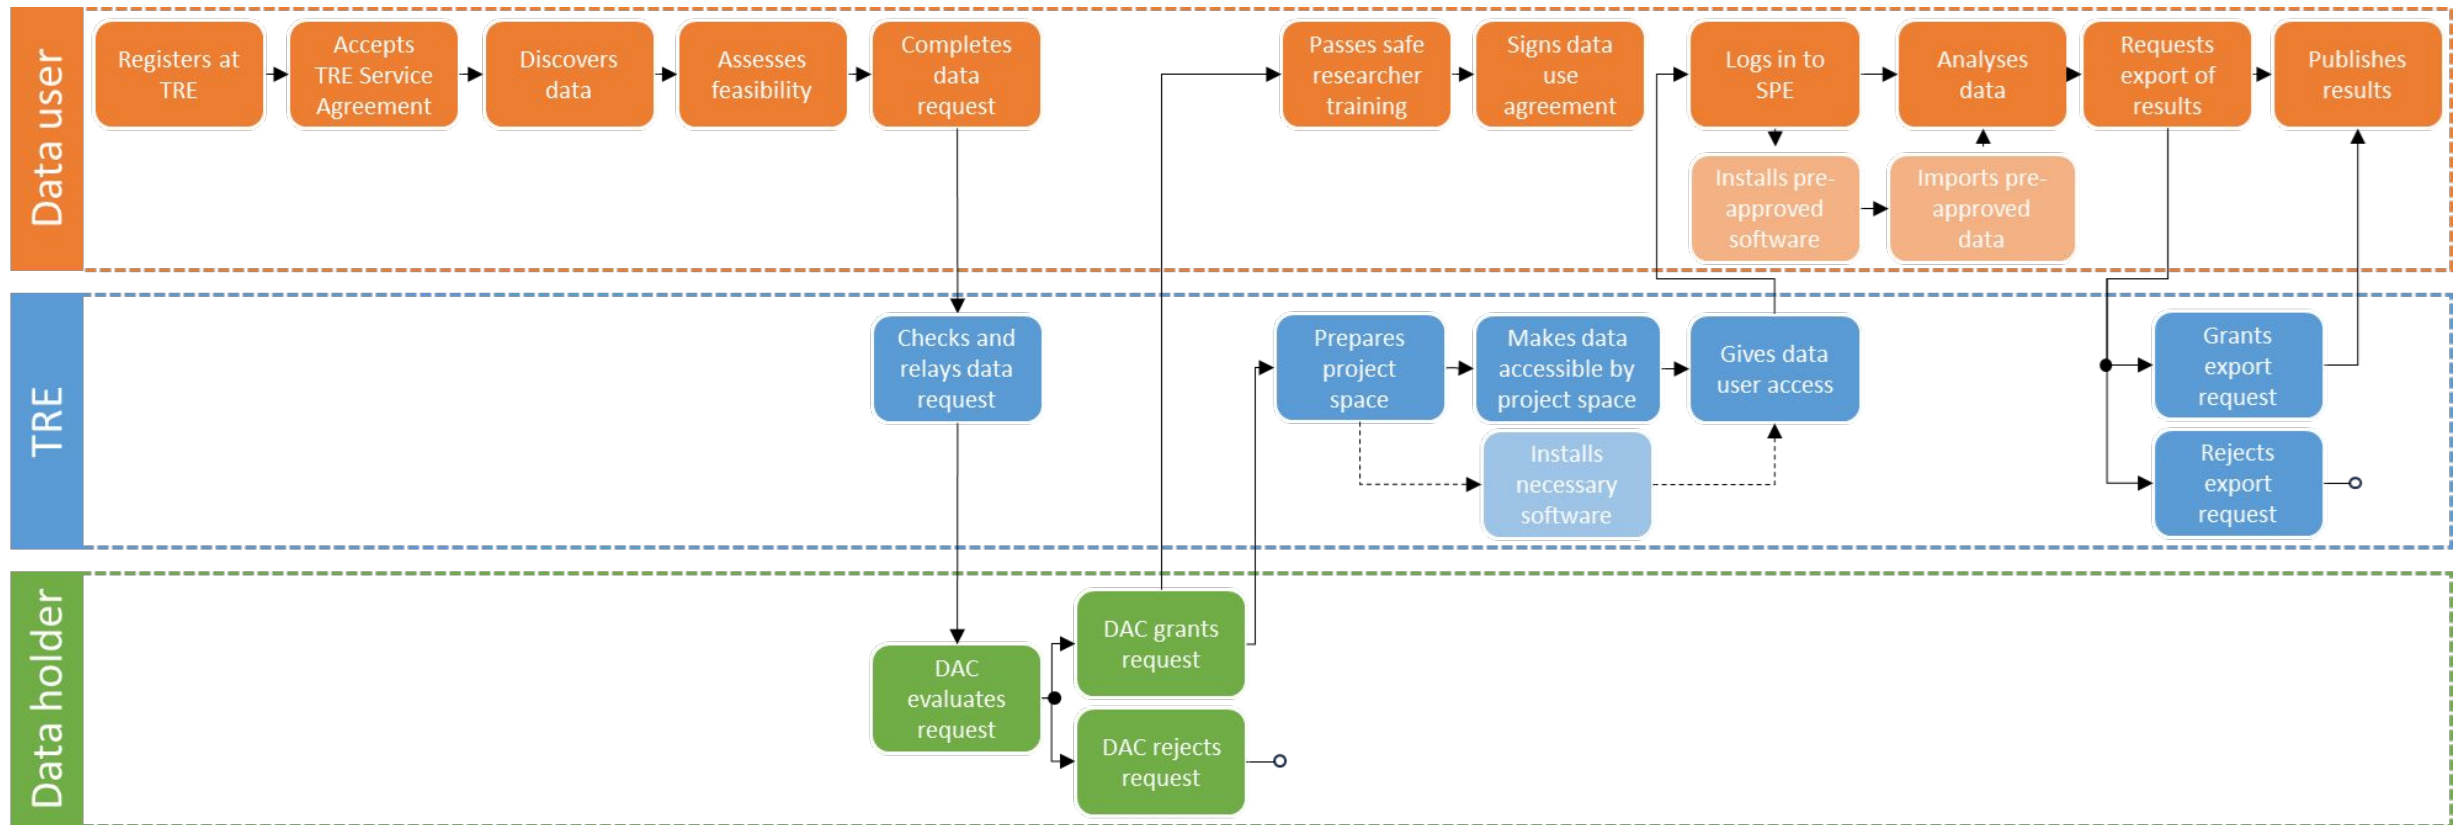 Data user
Registers at
TRE
Accepts
TRE Service
Agreement
Discovers
data
Assesses
feasibility
Completes
data
request
Passes safe
researcher
training
Signs data
use
agreement
Logs in to
SPE
Analyses
data
Requests
export of
results
Publishes
results
Installs pre-
approved
software
Imports pre-
approved
data
TRE
Checks and
relays data
request
Prepares
project
space
Makes data
accessible by
project space
Gives data
user access
Grants
export
request
Installs
necessary
software
Rejects
export
request
Data holder
DAC
evaluates
request
DAC grants
request
DAC rejects
request